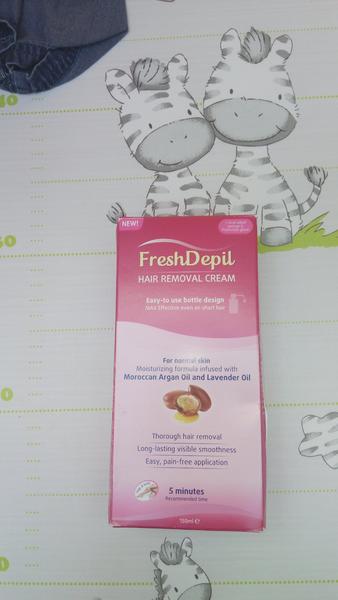 NEW!
FreshDepil
HAIR REMOVAL CREAM
Easy-to use bottle design
Effective even on short hair
For normal skin
Moisturizing formula infused with
Moroccan Argan Oil and Lavender Oil
Thorough hair removal
Long-lasting visible smoothness
Easy, pain-free application
5 minutes
Recommended time
150ml ℮